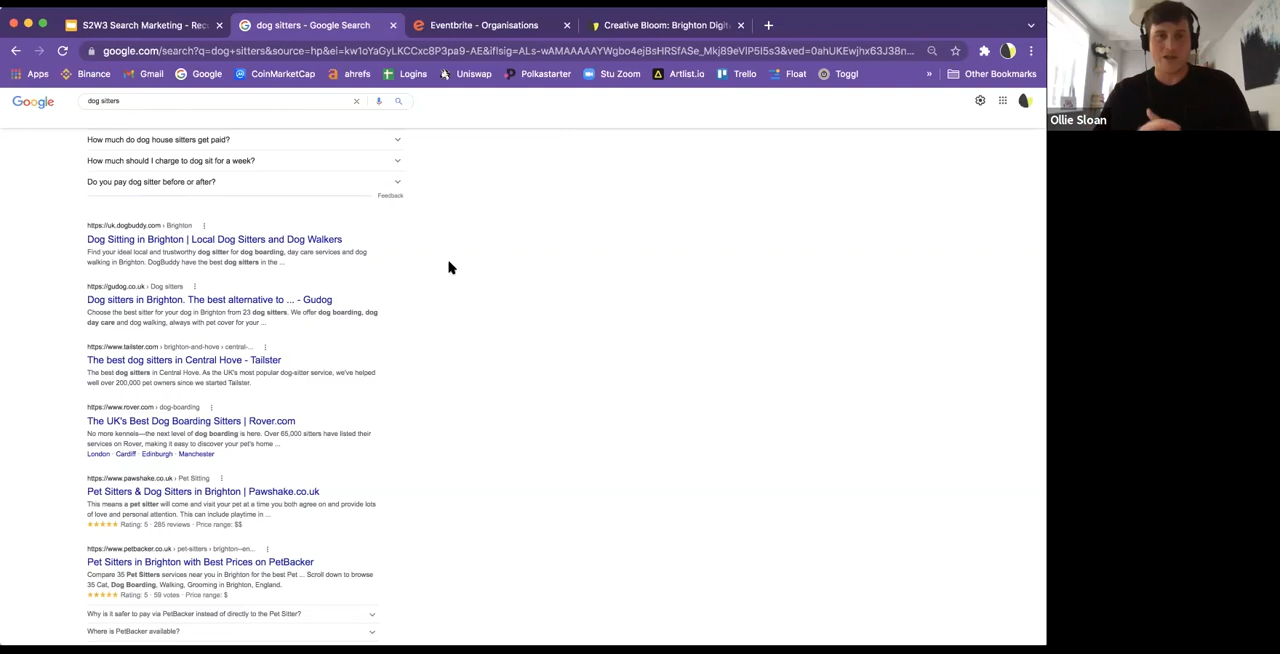 S2W3 Search Marketing - Rec
dog sitters - Google Search
Eventbrite - Organisations
Creative Bloom: Brighton Digit
google.com/search?q=dog+sitters&source=hp&ei=kw1oYaGyLKCCxc8P3pa9-AE&iflsig=ALs-wAMAAAAAYWgbo4ejBsHRSfASe_Mkj89eVlP5I5s3&ved=0ahUKEwjhx63J38n...
Apps
Binance
Gmail
Google
CoinMarketCap
ahrefs
Logins
Uniswap
Polkastarter
Stu Zoom
Artlist.io
Trello
Float
Toggl
»
Other Bookmarks
Google
dog sitters
Ollie Sloan
How much do dog house sitters get paid?
How much should I charge to dog sit for a week?
Do you pay dog sitter before or after?
Feedback
https://uk.dogbuddy.com › Brighton
Dog Sitting in Brighton | Local Dog Sitters and Dog Walkers
Find your ideal local and trustworthy dog sitter for dog boarding, day care services and dog
walking in Brighton. DogBuddy have the best dog sitters in the ...
https://gudog.co.uk › Dog sitters
Dog sitters in Brighton. The best alternative to ... - Gudog
Choose the best sitter for your dog in Brighton from 23 dog sitters. We offer dog boarding, dog
day care and dog walking, always with pet cover for your ...
https://www.tailster.com › brighton-and-hove › central-...
The best dog sitters in Central Hove - Tailster
The best dog sitters in Central Hove. As the UK's most popular dog-sitter service, we've helped
well over 200,000 pet owners since we started Tailster.
https://www.rover.com › dog-boarding
The UK's Best Dog Boarding Sitters | Rover.com
No more kennels—the next level of dog boarding is here. Over 65,000 sitters have listed their
services on Rover, making it easy to discover your pet's home ...
London · Cardiff · Edinburgh · Manchester
https://www.pawshake.co.uk › Pet Sitting
Pet Sitters & Dog Sitters in Brighton | Pawshake.co.uk
This means a pet sitter will come and visit your pet at a time you both agree on and provide lots
of love and personal attention. This can include playtime in ...
★★★★★ Rating: 5 · 285 reviews · Price range: $$
https://www.petbacker.co.uk › pet-sitters › brighton--en...
Pet Sitters in Brighton with Best Prices on PetBacker
Compare 35 Pet Sitters services near you in Brighton for the best Pet ... Scroll down to browse
35 Cat, Dog Boarding, Walking, Grooming in Brighton, England.
★★★★★ Rating: 5 · 59 votes · Price range: $
Why is it safer to pay via PetBacker instead of directly to the Pet Sitter?
Where is PetBacker available?